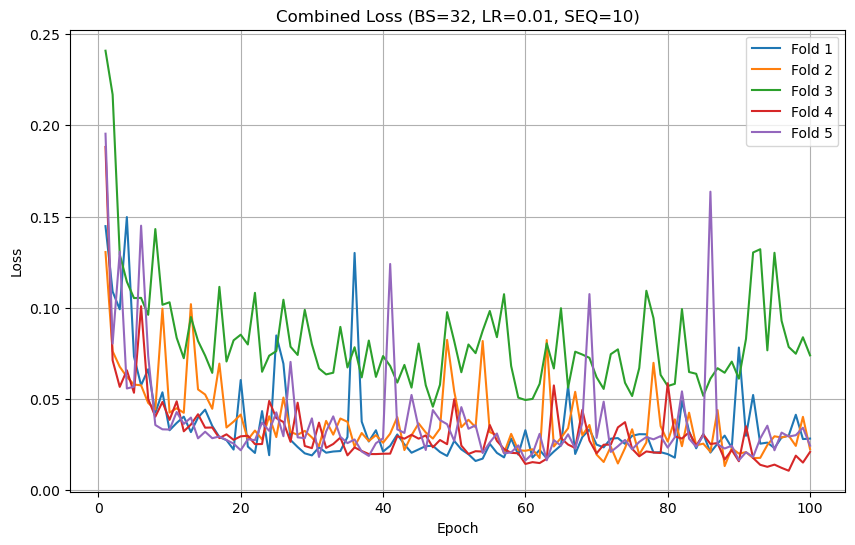 Combined Loss (BS=32, LR=0.01, SEQ=10)
Loss
0.25
0.20
0.15
0.10
0.05
0.00
Fold 1
Fold 2
Fold 3
Fold 4
Fold 5
0 20 40 60 80 100
Epoch